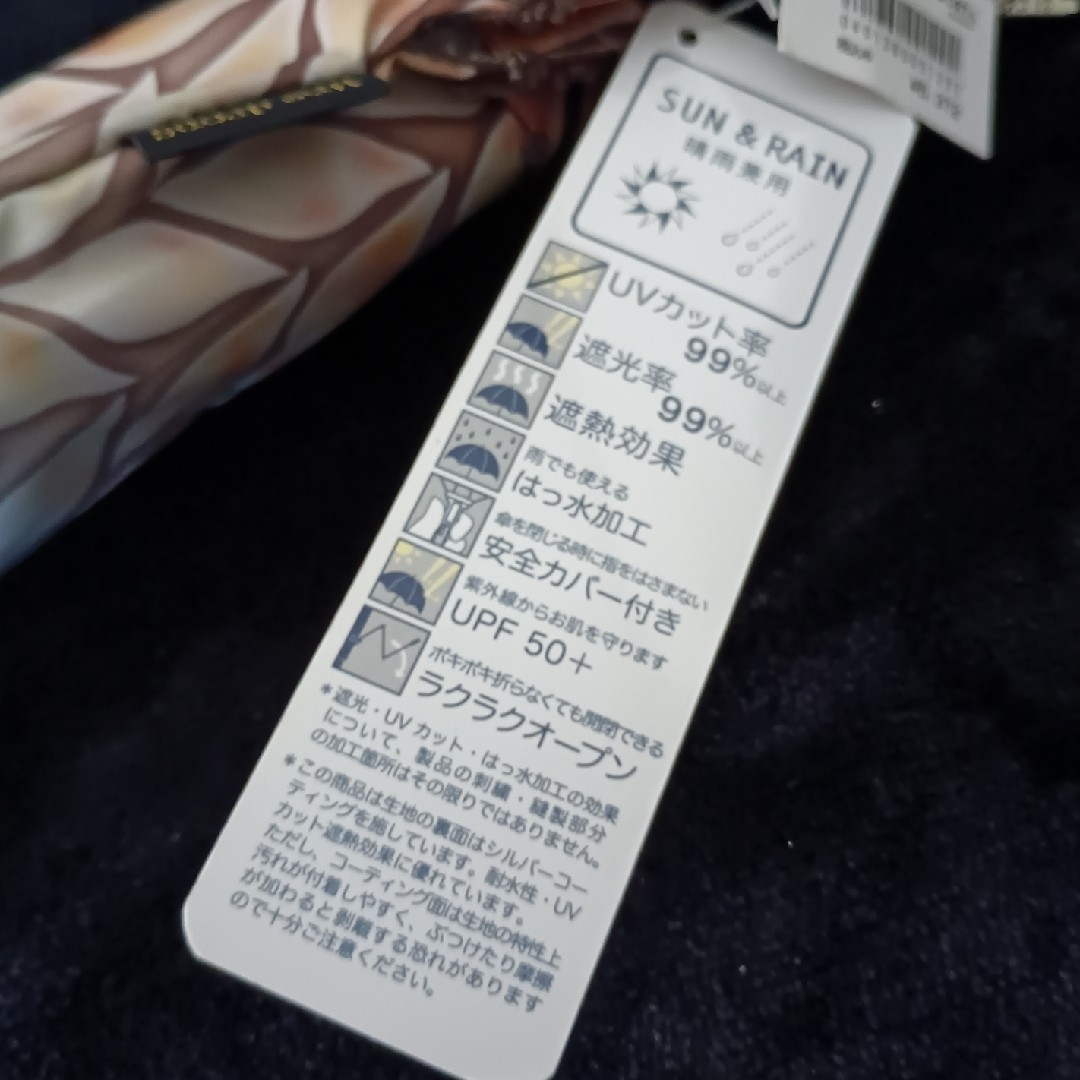 SUN & RAIN
晴雨兼用
UVカット率
99%以上
遮光率
99%以上
遮熱効果
雨でも使える
はっ水加工
傘を閉じる時に指をはさまない
安全カバー付き
紫外線からお肌を守ります
UPF 50+
ポキポキ折らなくても開閉できる
ラクラクオープン
*遮光・UVカット・はっ水加工の効果
について、製品の刺繍・縫製部分
の加工箇所はその限りではありません。
*この商品は生地の裏面はシルバーコー
ティングを施しています。耐水性・UV
カット遮熱効果に優れています。
ただし、コーティング面は生地の特性上
汚れが付着しやすく、ぶつけたり摩擦
が加わると剥離する恐れがあります
ので十分ご注意ください。